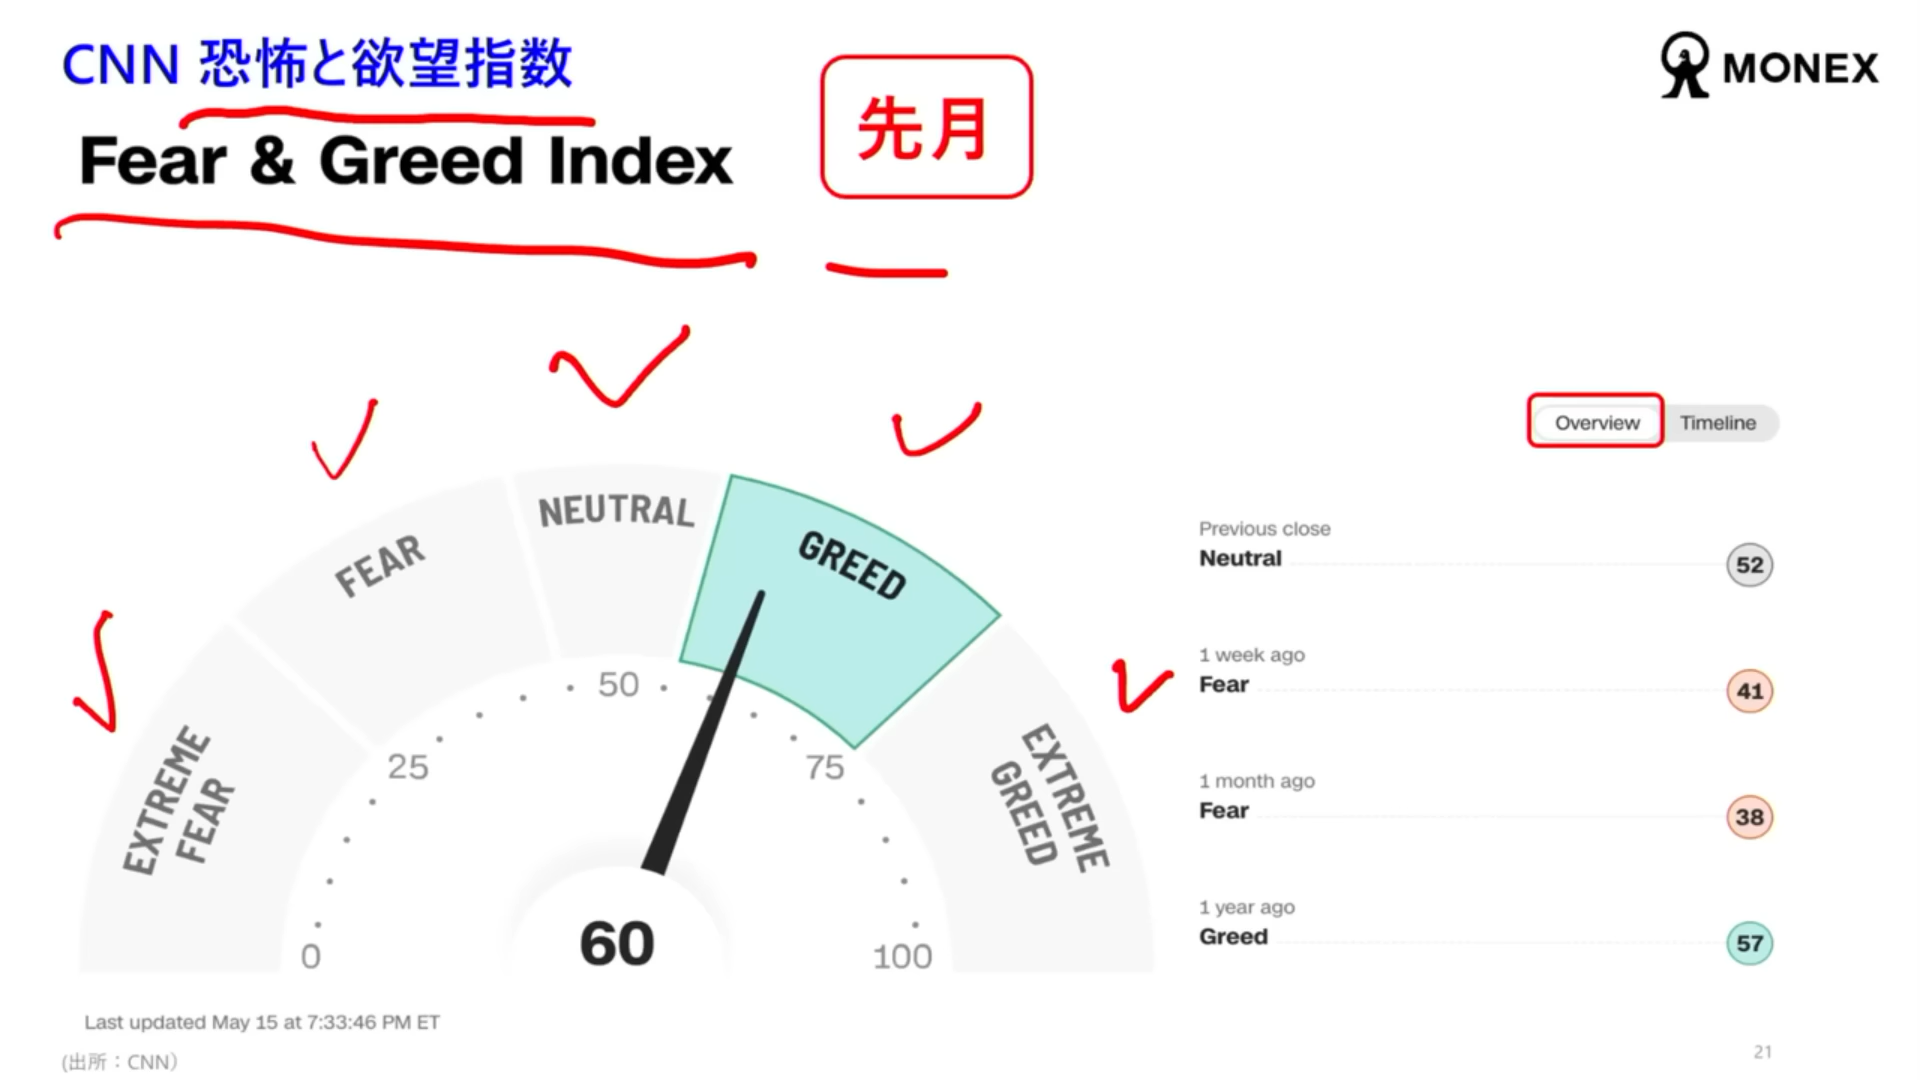 CNN 恐怖と欲望指数
MONEX
先月
Fear & Greed Index
Overview
Timeline
EXTREME
FEAR
FEAR
NEUTRAL
GREED
EXTREME
GREED
0
25
50
75
100
60
Previous close
Neutral
52
1 week ago
Fear
41
1 month ago
Fear
38
1 year ago
Greed
57
Last updated May 15 at 7:33:46 PM ET
(出所：CNN）
21